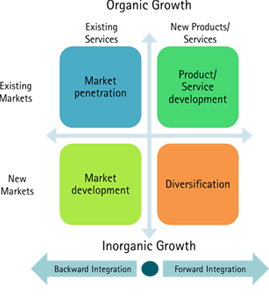 Organic Growth
Existing
Services
New Products/
Services
Existing
Markets
Market
penetration
Product/
Service
development
New
Markets
Market
development
Diversification
Inorganic Growth
Backward Integration
Forward Integration